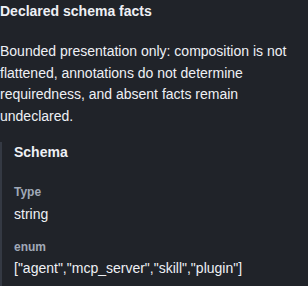 Declared schema facts
Bounded presentation only: composition is not
flattened, annotations do not determine
requiredness, and absent facts remain
undeclared.
Schema
Type
string
enum
["agent","mcp_server","skill","plugin"]